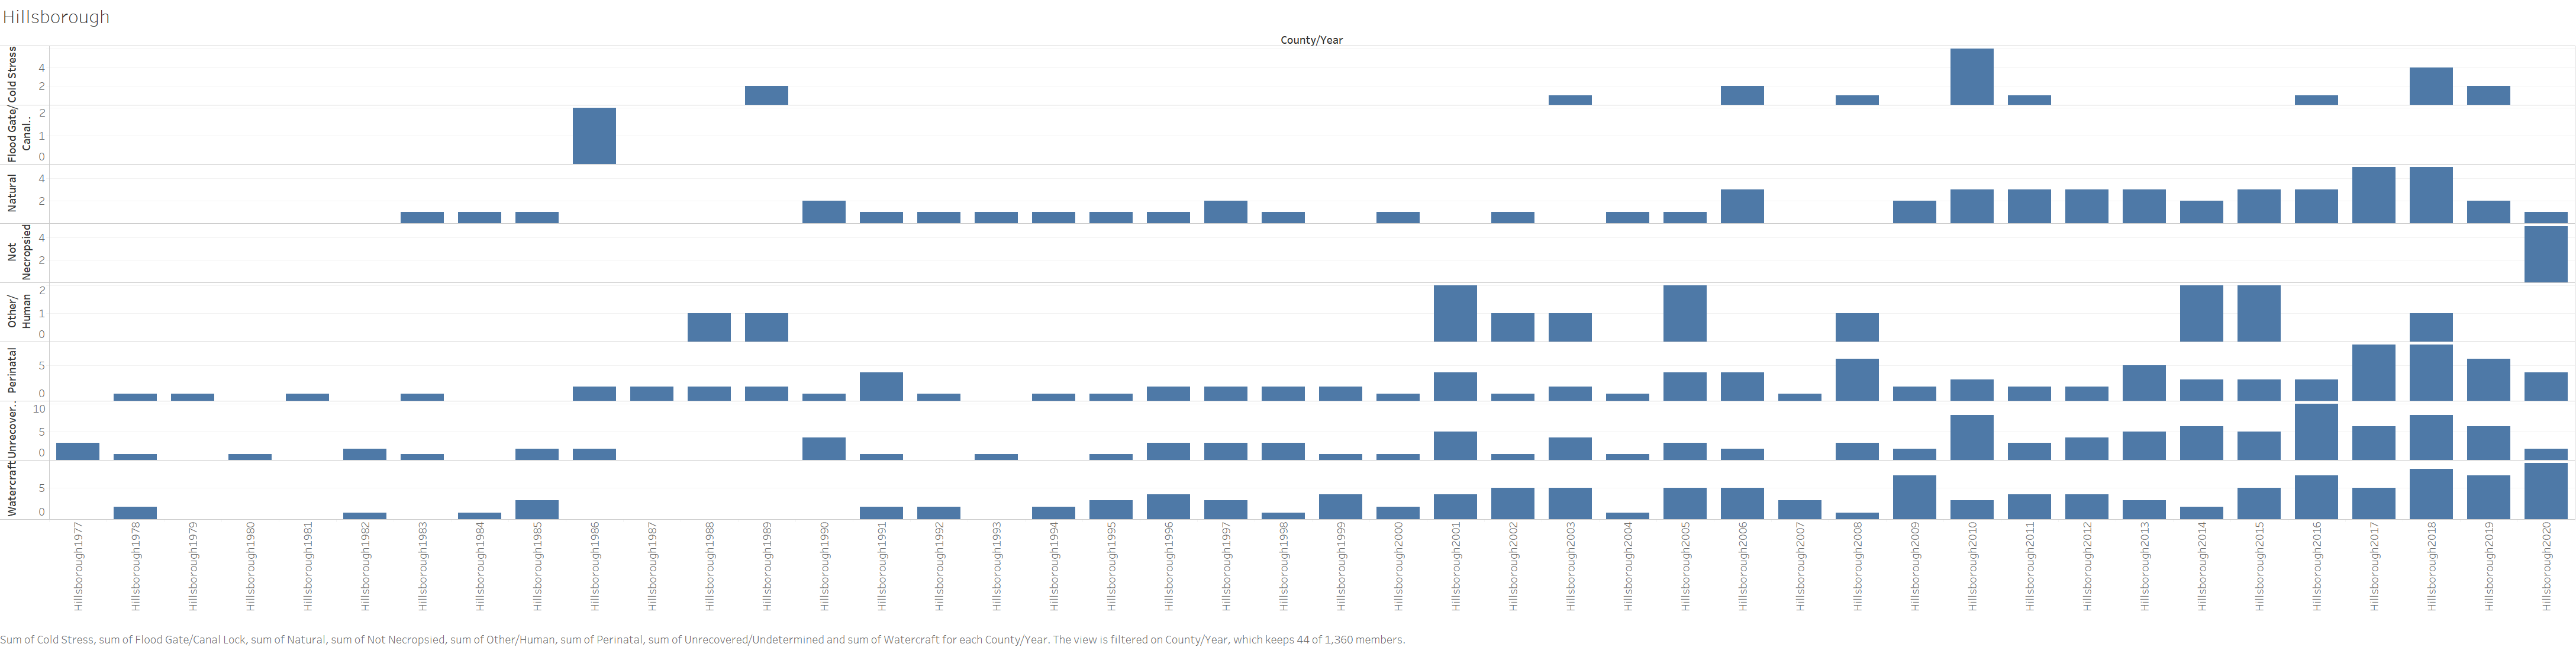 Hillsborough
County/Year
Cold Stress
4
2
Flood Gate/
Canal..
2
1
0
Natural
4
2
Not
Necropsied
4
2
Other/
Human
2
1
0
Perinatal
5
0
Unrecover..
10
5
0
Watercraft
5
0
Hillsborough1977
Hillsborough1978
Hillsborough1979
Hillsborough1980
Hillsborough1981
Hillsborough1982
Hillsborough1983
Hillsborough1984
Hillsborough1985
Hillsborough1986
Hillsborough1987
Hillsborough1988
Hillsborough1989
Hillsborough1990
Hillsborough1991
Hillsborough1992
Hillsborough1993
Hillsborough1994
Hillsborough1995
Hillsborough1996
Hillsborough1997
Hillsborough1998
Hillsborough1999
Hillsborough2000
Hillsborough2001
Hillsborough2002
Hillsborough2003
Hillsborough2004
Hillsborough2005
Hillsborough2006
Hillsborough2007
Hillsborough2008
Hillsborough2009
Hillsborough2010
Hillsborough2011
Hillsborough2012
Hillsborough2013
Hillsborough2014
Hillsborough2015
Hillsborough2016
Hillsborough2017
Hillsborough2018
Hillsborough2019
Hillsborough2020
Sum of Cold Stress, sum of Flood Gate/Canal Lock, sum of Natural, sum of Not Necropsied, sum of Other/Human, sum of Perinatal, sum of Unrecovered/Undetermined and sum of Watercraft for each County/Year. The view is filtered on County/Year, which keeps 44 of 1,360 members.